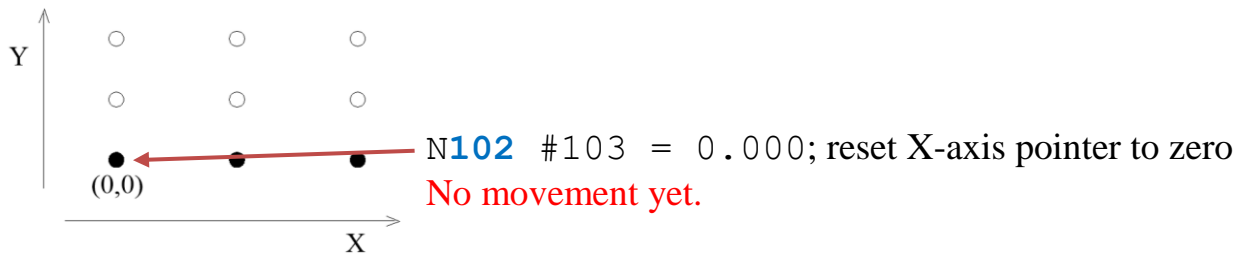 Y
N102 #103 = 0.000; reset X-axis pointer to zero
(0,0)
No movement yet.
X